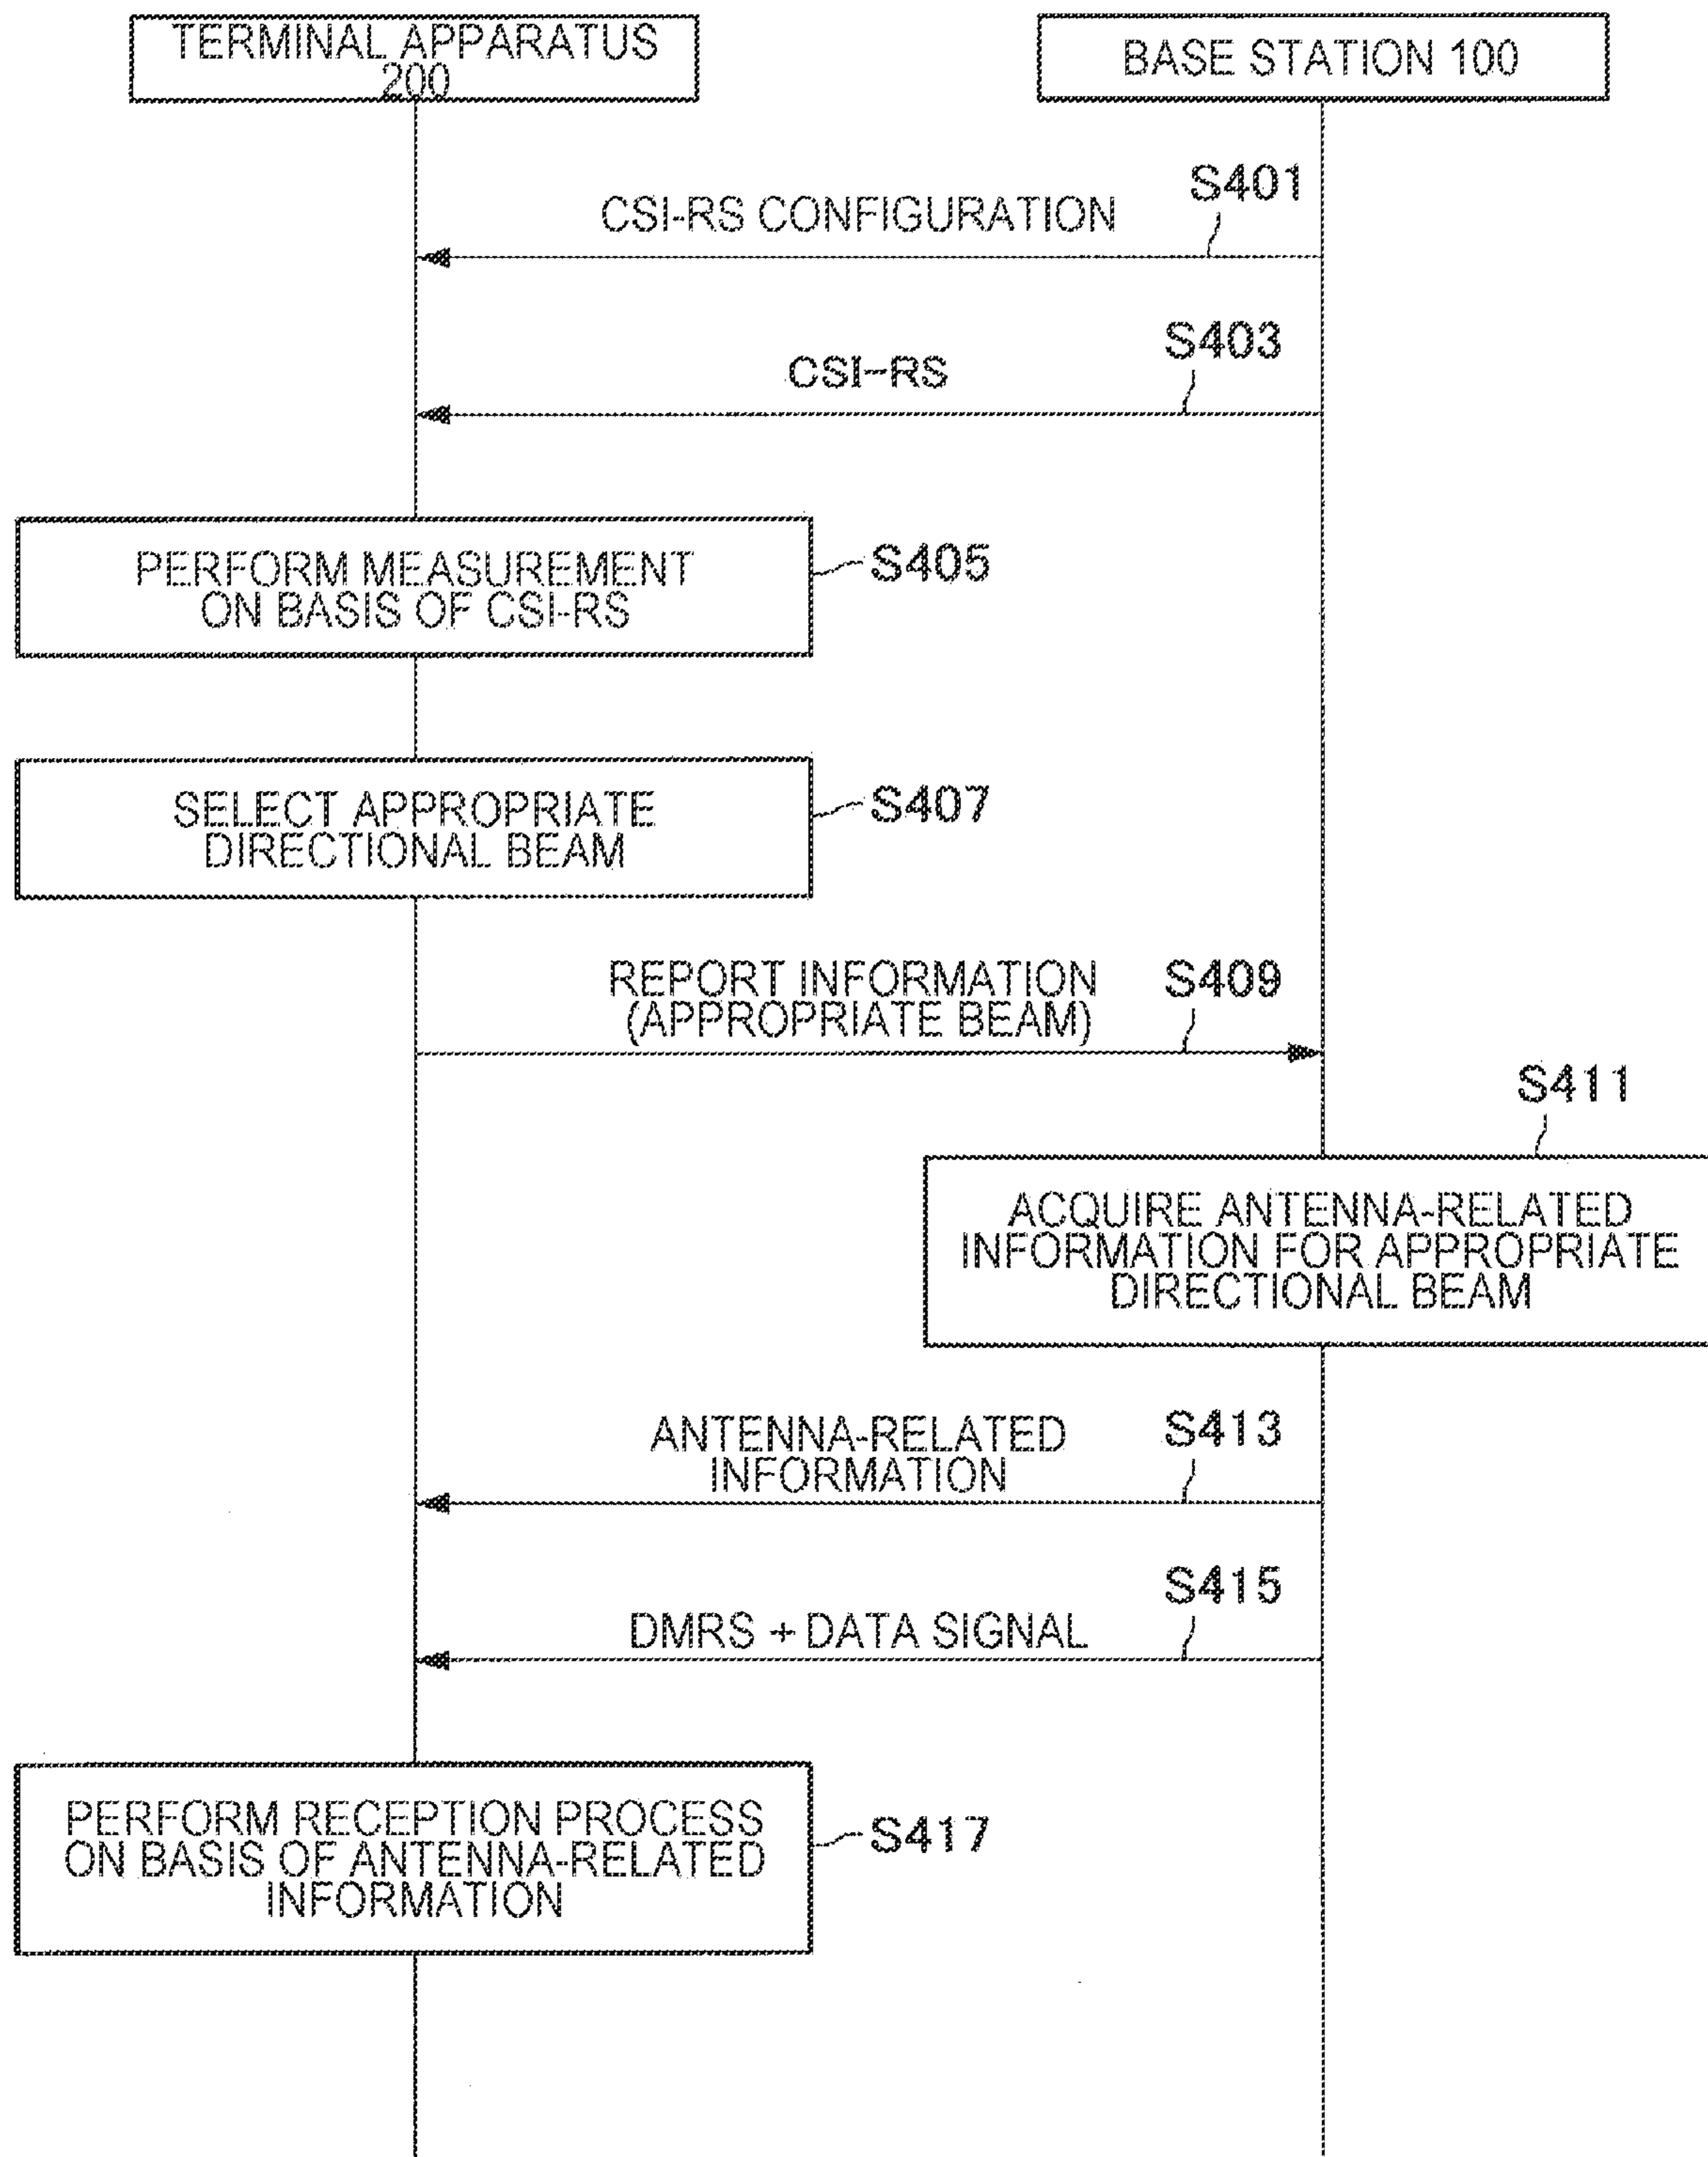 TERMINAL APPARATUS
200
BASE STATION 100
S401
CSI-RS CONFIGURATION
S403
CSI-RS
PERFORM MEASUREMENT
ON BASIS OF CSI-RS
S405
SELECT APPROPRIATE
DIRECTIONAL BEAM
S407
REPORT INFORMATION
(APPROPRIATE BEAM)
S409
S411
ACQUIRE ANTENNA-RELATED
INFORMATION FOR APPROPRIATE
DIRECTIONAL BEAM
ANTENNA-RELATED
INFORMATION
S413
S415
DMRS + DATA SIGNAL
PERFORM RECEPTION PROCESS
ON BASIS OF ANTENNA-RELATED
INFORMATION
S417